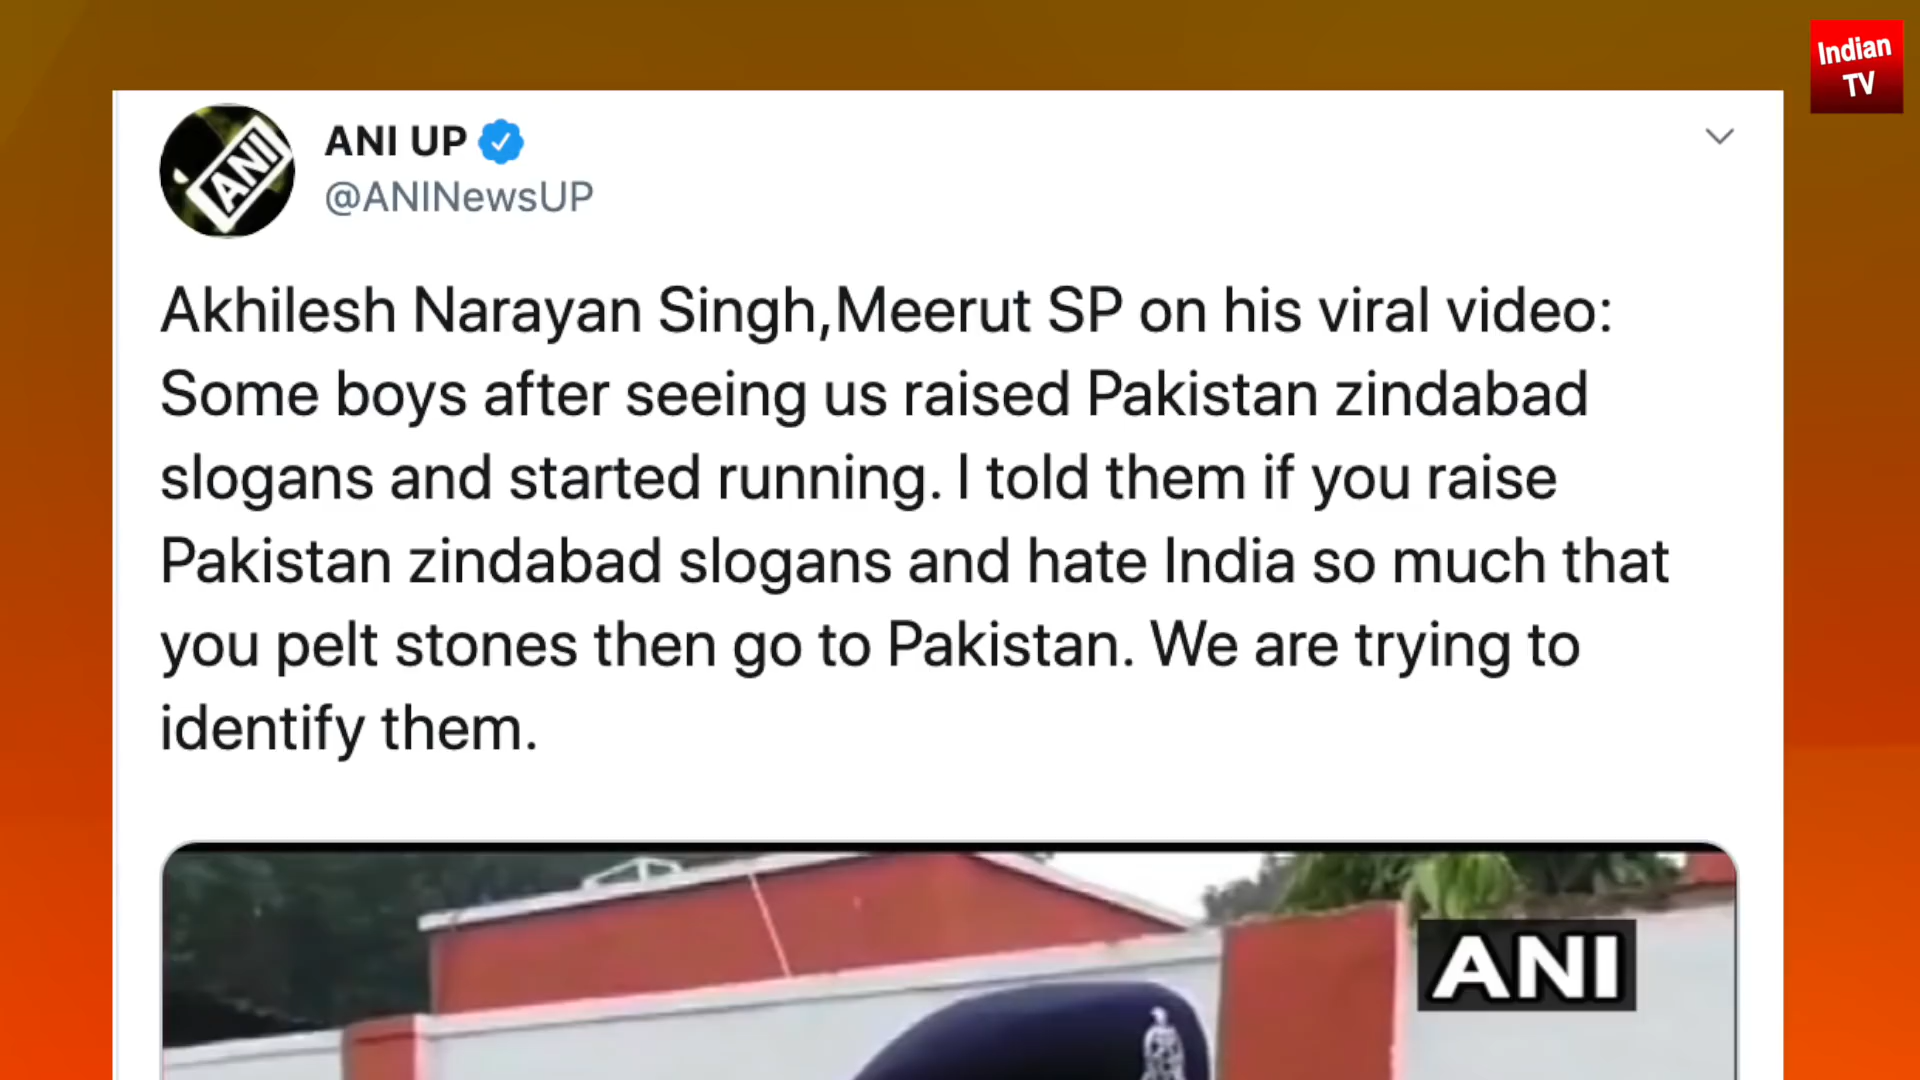 Indian
TV
ANI
ANI UP
@ANINewsUP
Akhilesh Narayan Singh,Meerut SP on his viral video:
Some boys after seeing us raised Pakistan zindabad
slogans and started running. I told them if you raise
Pakistan zindabad slogans and hate India so much that
you pelt stones then go to Pakistan. We are trying to
identify them.
ANI